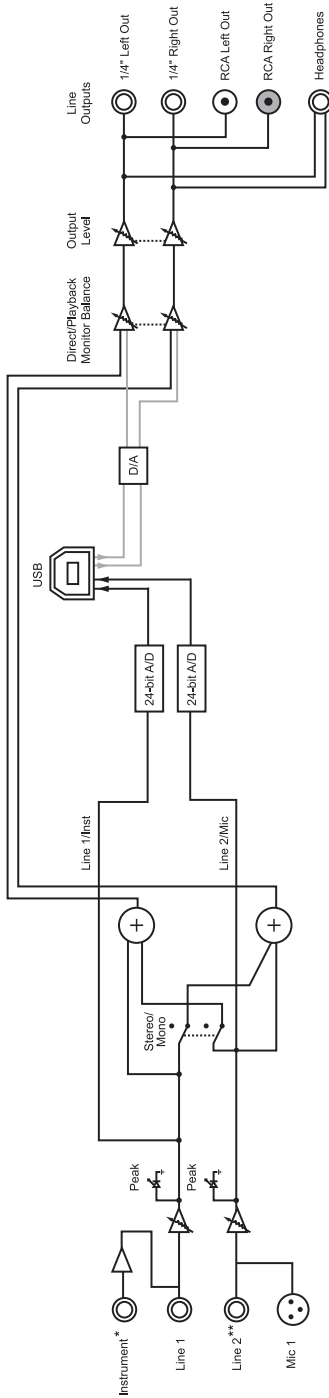 Instrument *
Line 1
Line 2**
Mic 1
Peak
Peak
Stereo/
Mono
+
+
Line 1/Inst
Line 2/Mic
24-bit A/D
24-bit A/D
USB
D/A
Direct/Playback
Monitor Balance
Output
Level
Line
Outputs
1/4" Left Out
1/4" Right Out
RCA Left Out
RCA Right Out
Headphones